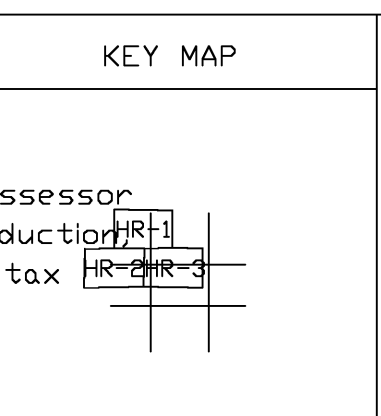 KEY MAP
ssessor
duction,
HR-1
tax
HR-2 HR-3